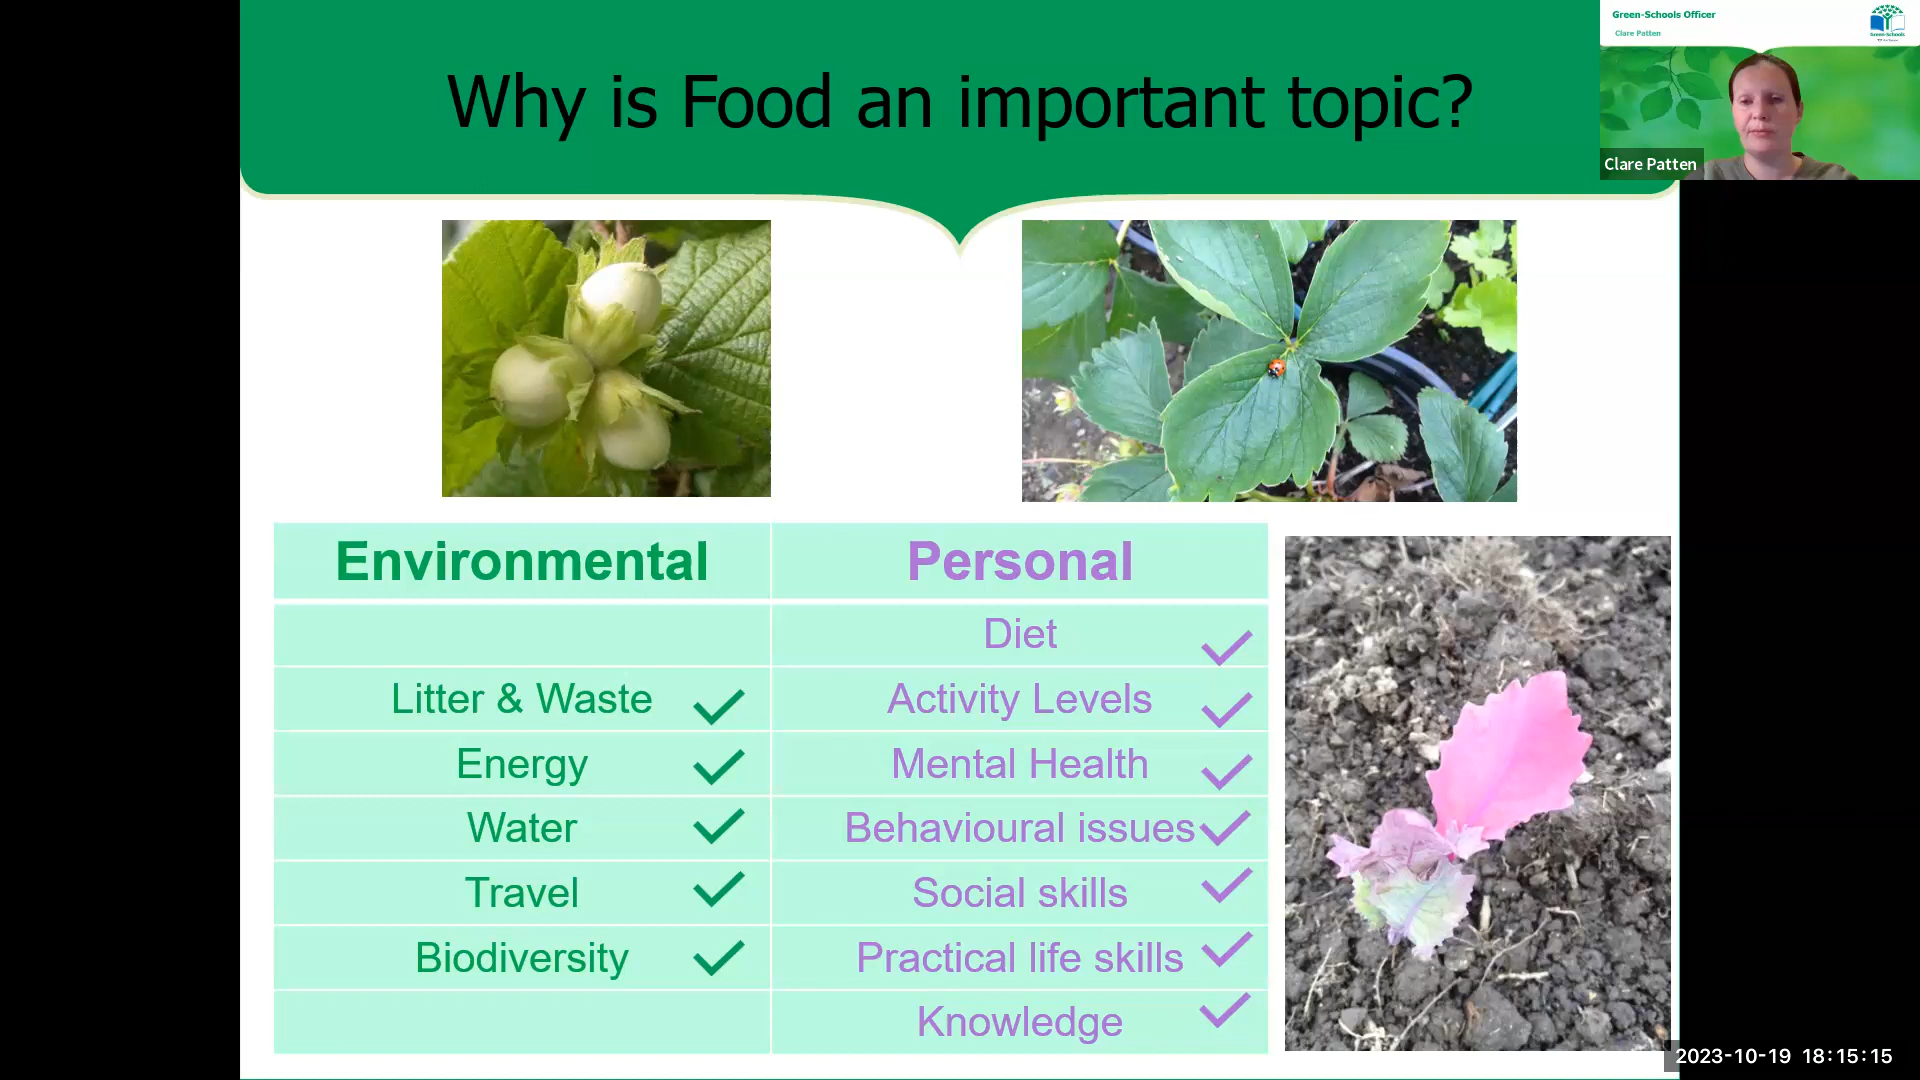 Why is Food an important topic?
Green-Schools Officer
Clare Patten
Green-Schools
Clare Patten
Environmental Personal
Diet
Litter & Waste Activity Levels
Energy Mental Health
Water Behavioural issues
Travel Social skills
Biodiversity Practical life skills
Knowledge
2023-10-19 18:15:15